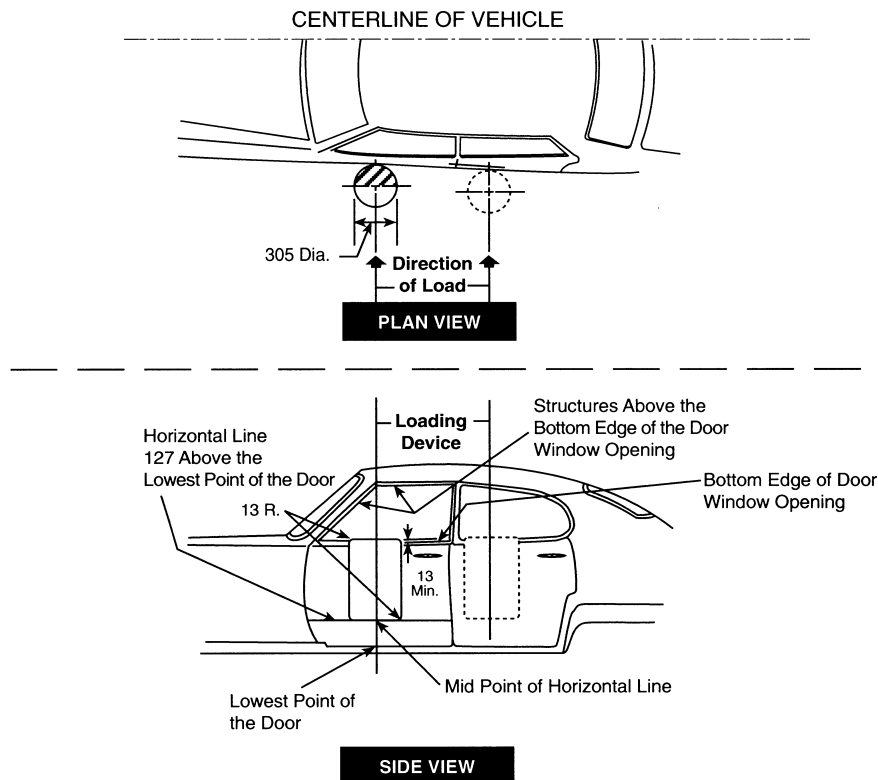 CENTERLINE OF VEHICLE
305 Dia.
Direction
of Load
PLAN VIEW
Loading
Device
Structures Above the
Bottom Edge of the Door
Window Opening
Horizontal Line
127 Above the
Lowest Point of the Door
Bottom Edge of Door
Window Opening
13 R.
13
Min.
Mid Point of Horizontal Line
Lowest Point of
the Door
SIDE VIEW